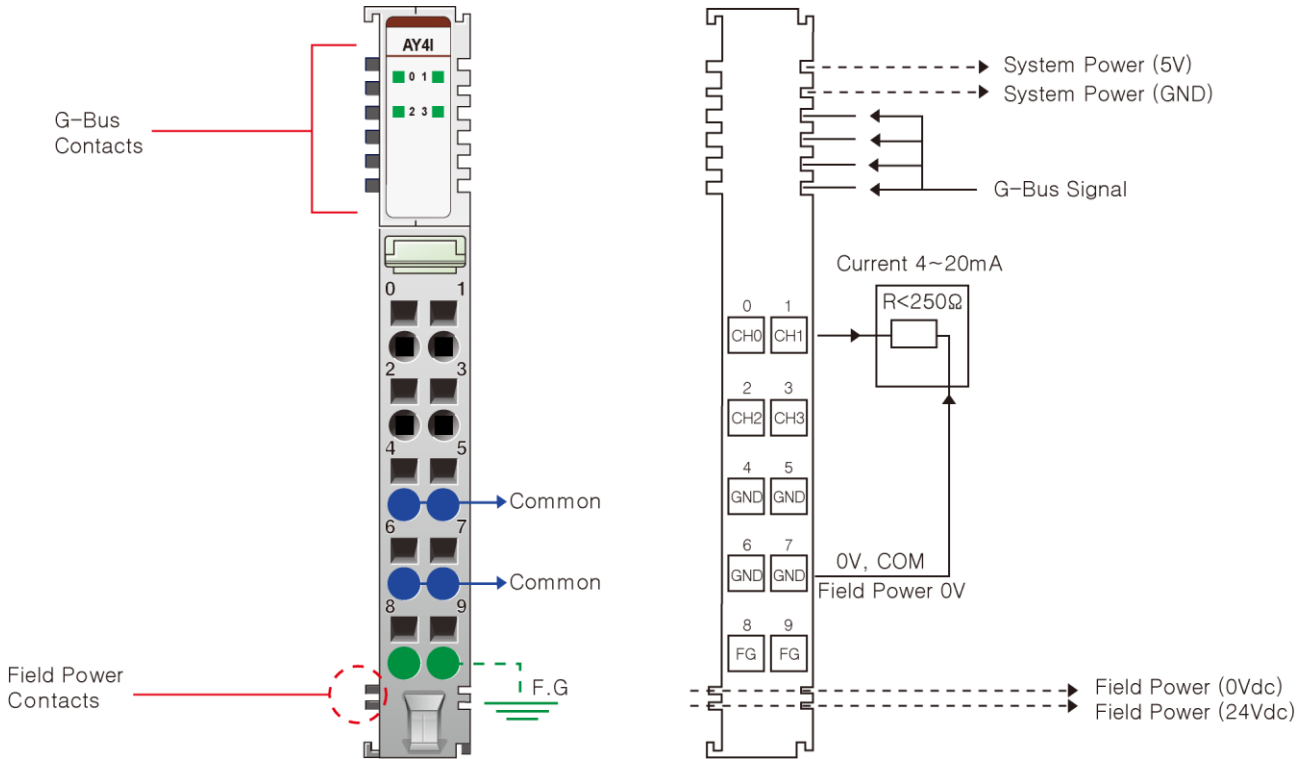 AY4I
0 1
2 3
G-Bus
Contacts
0 1
2 3
4 5
Common
6 7
Common
8 9
Field Power
Contacts
F.G
System Power (5V)
System Power (GND)
G-Bus Signal
Current 4~20mA
R<250Ω
0 1
CH0 CH1
2 3
CH2 CH3
4 5
GND GND
6 7
GND GND
0V, COM
Field Power 0V
8 9
FG FG
Field Power (0Vdc)
Field Power (24Vdc)